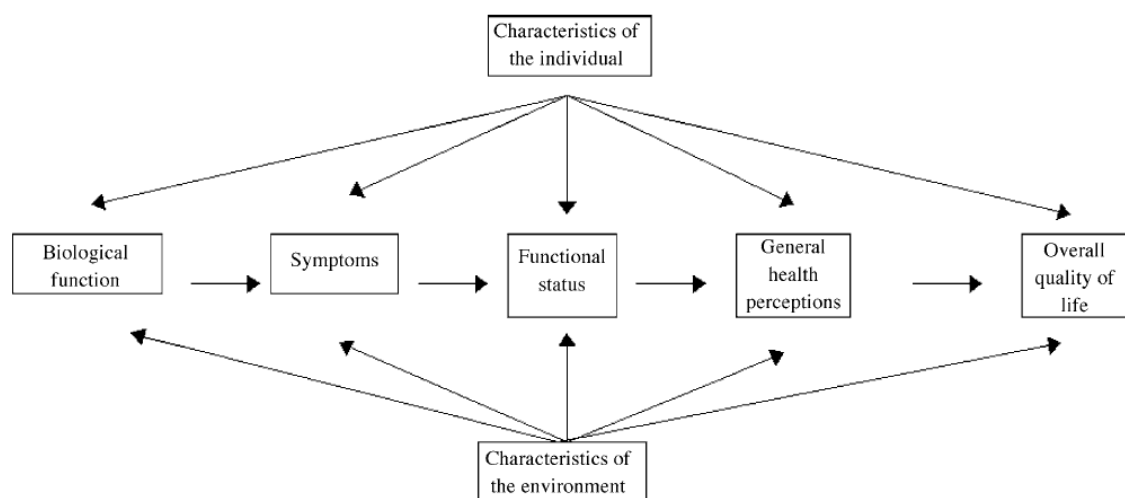 Characteristics of
the individual
Biological
function
Symptoms
Functional
status
General
health
perceptions
Overall
quality of
life
Characteristics of
the environment